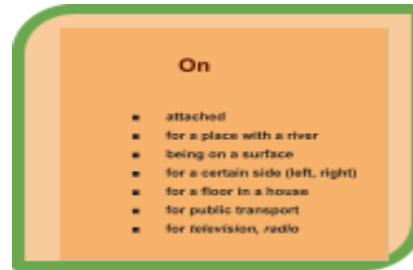 On
▪ attached
▪ for a place with a river
▪ being on a surface
▪ for a certain side (left, right)
▪ for a floor in a house
▪ for public transport
▪ for television, radio